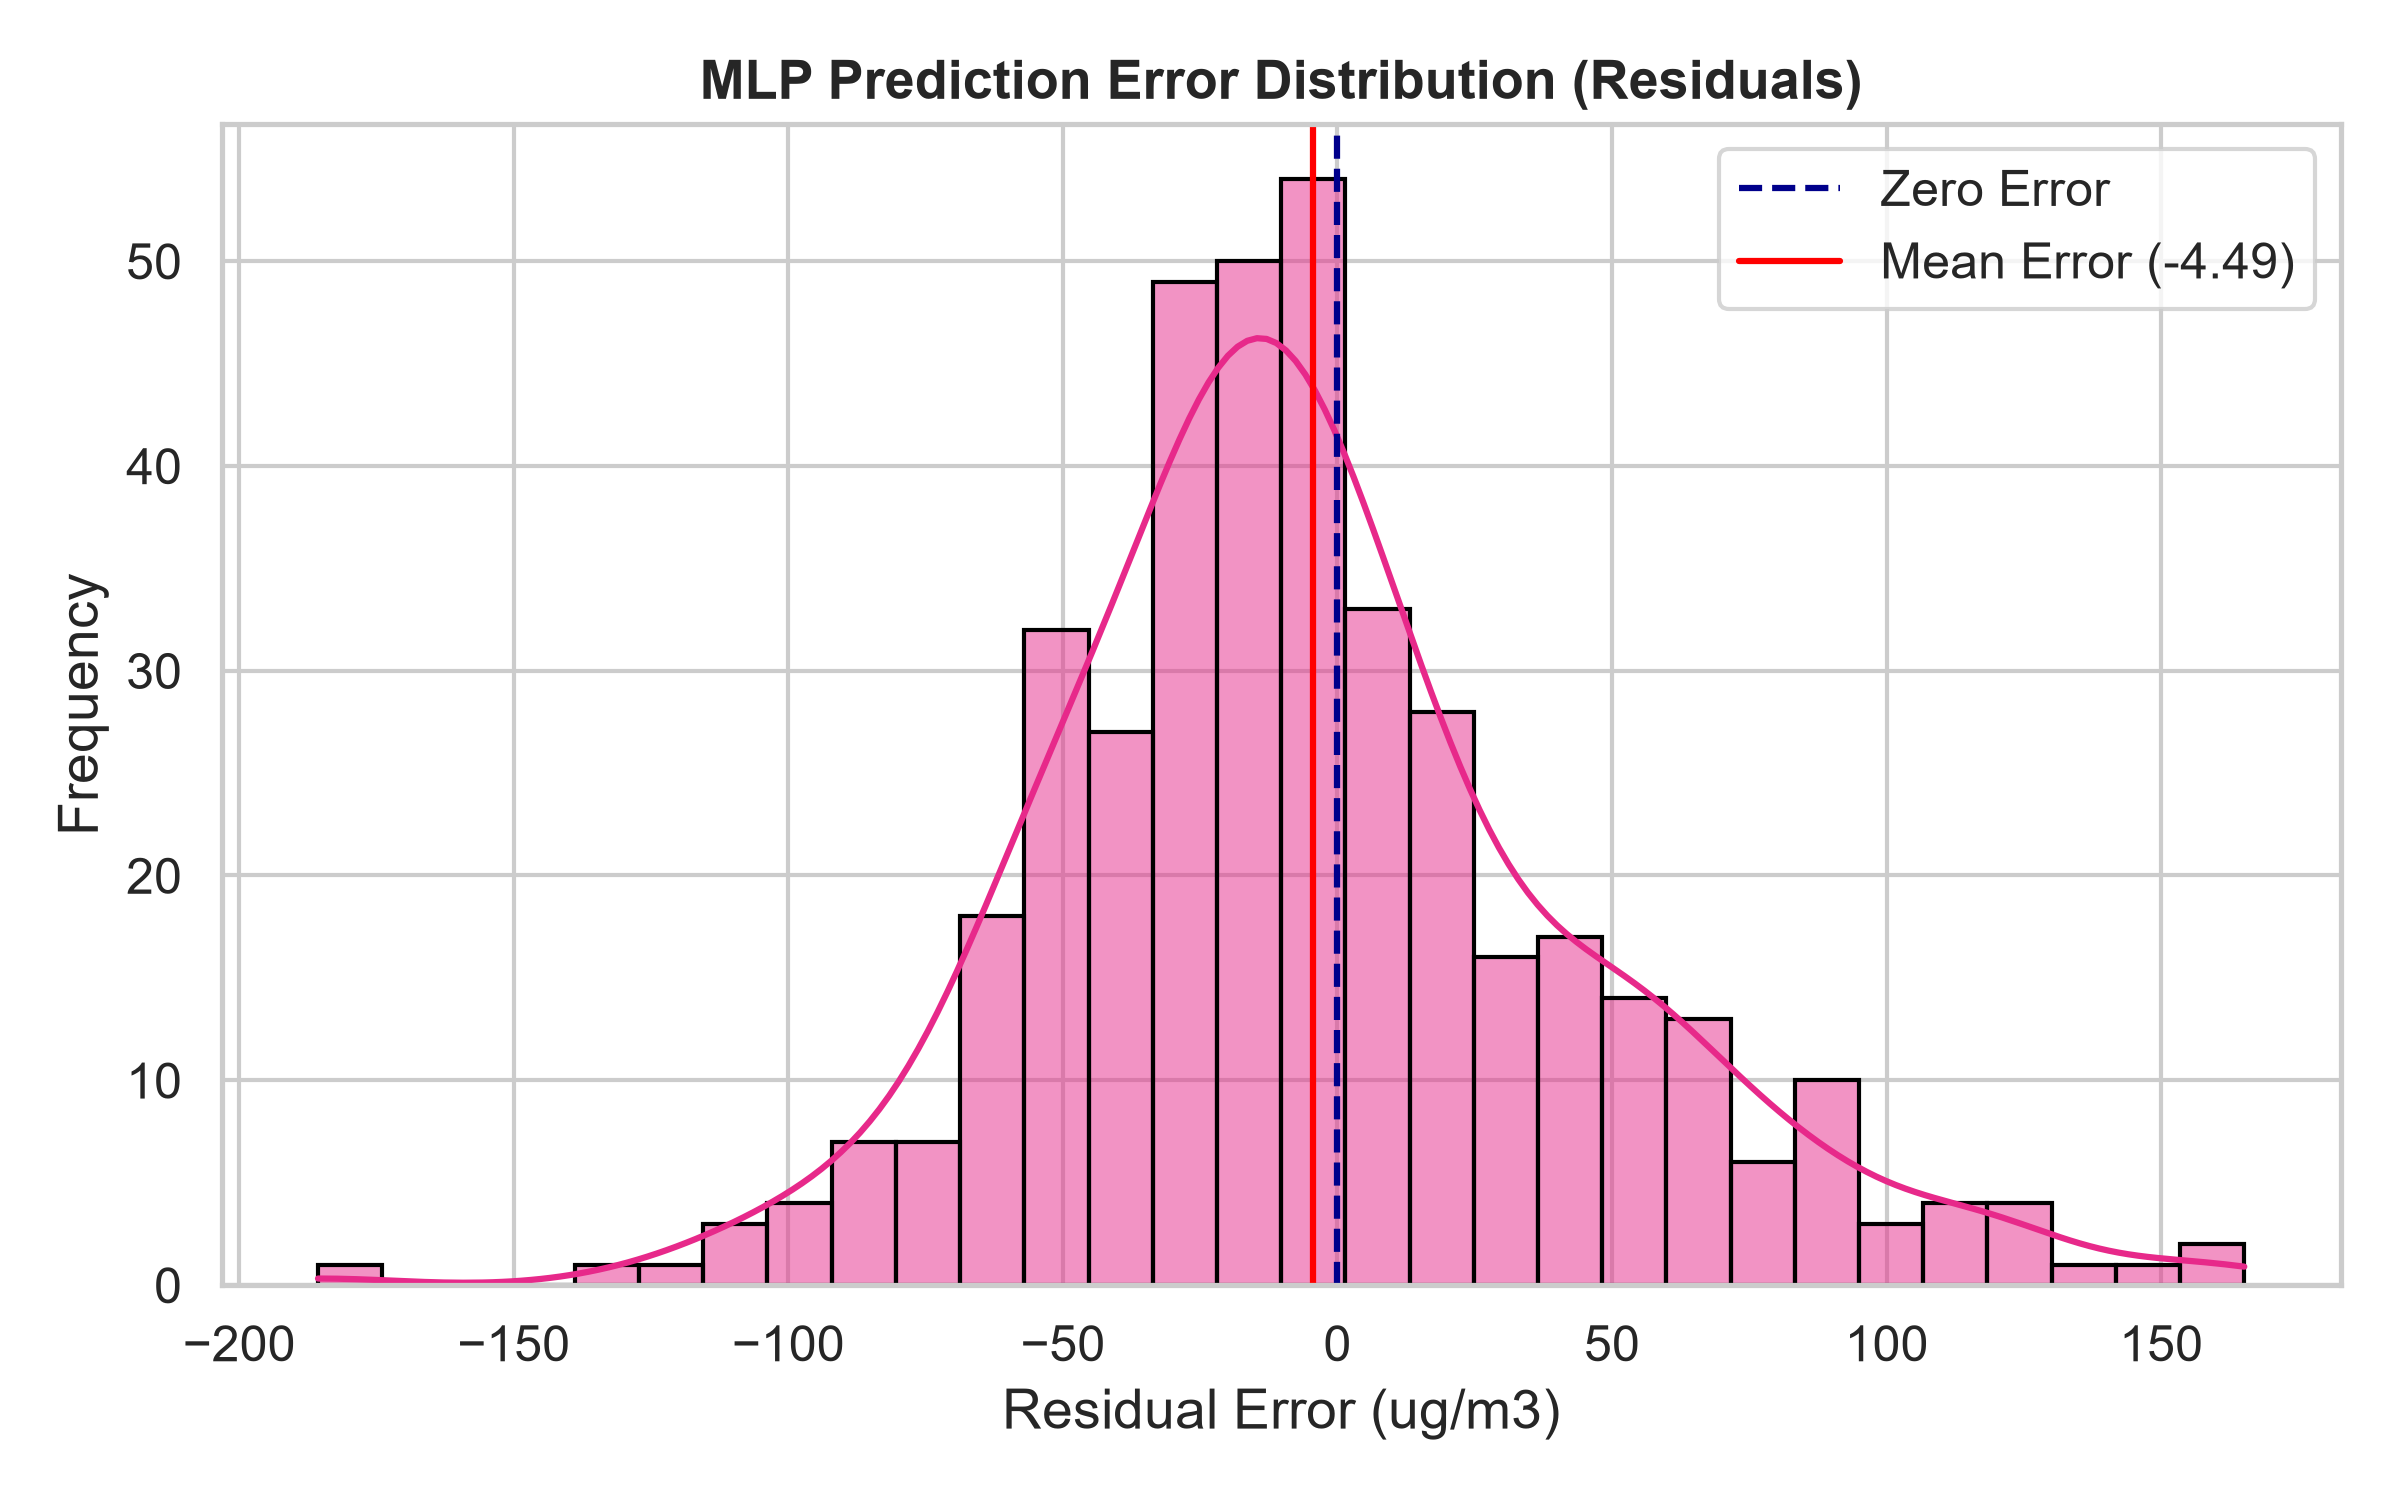 MLP Prediction Error Distribution (Residuals)
Zero Error
Mean Error (-4.49)
Frequency
50
40
30
20
10
0
−200 −150 −100 −50 0 50 100 150
Residual Error (ug/m3)